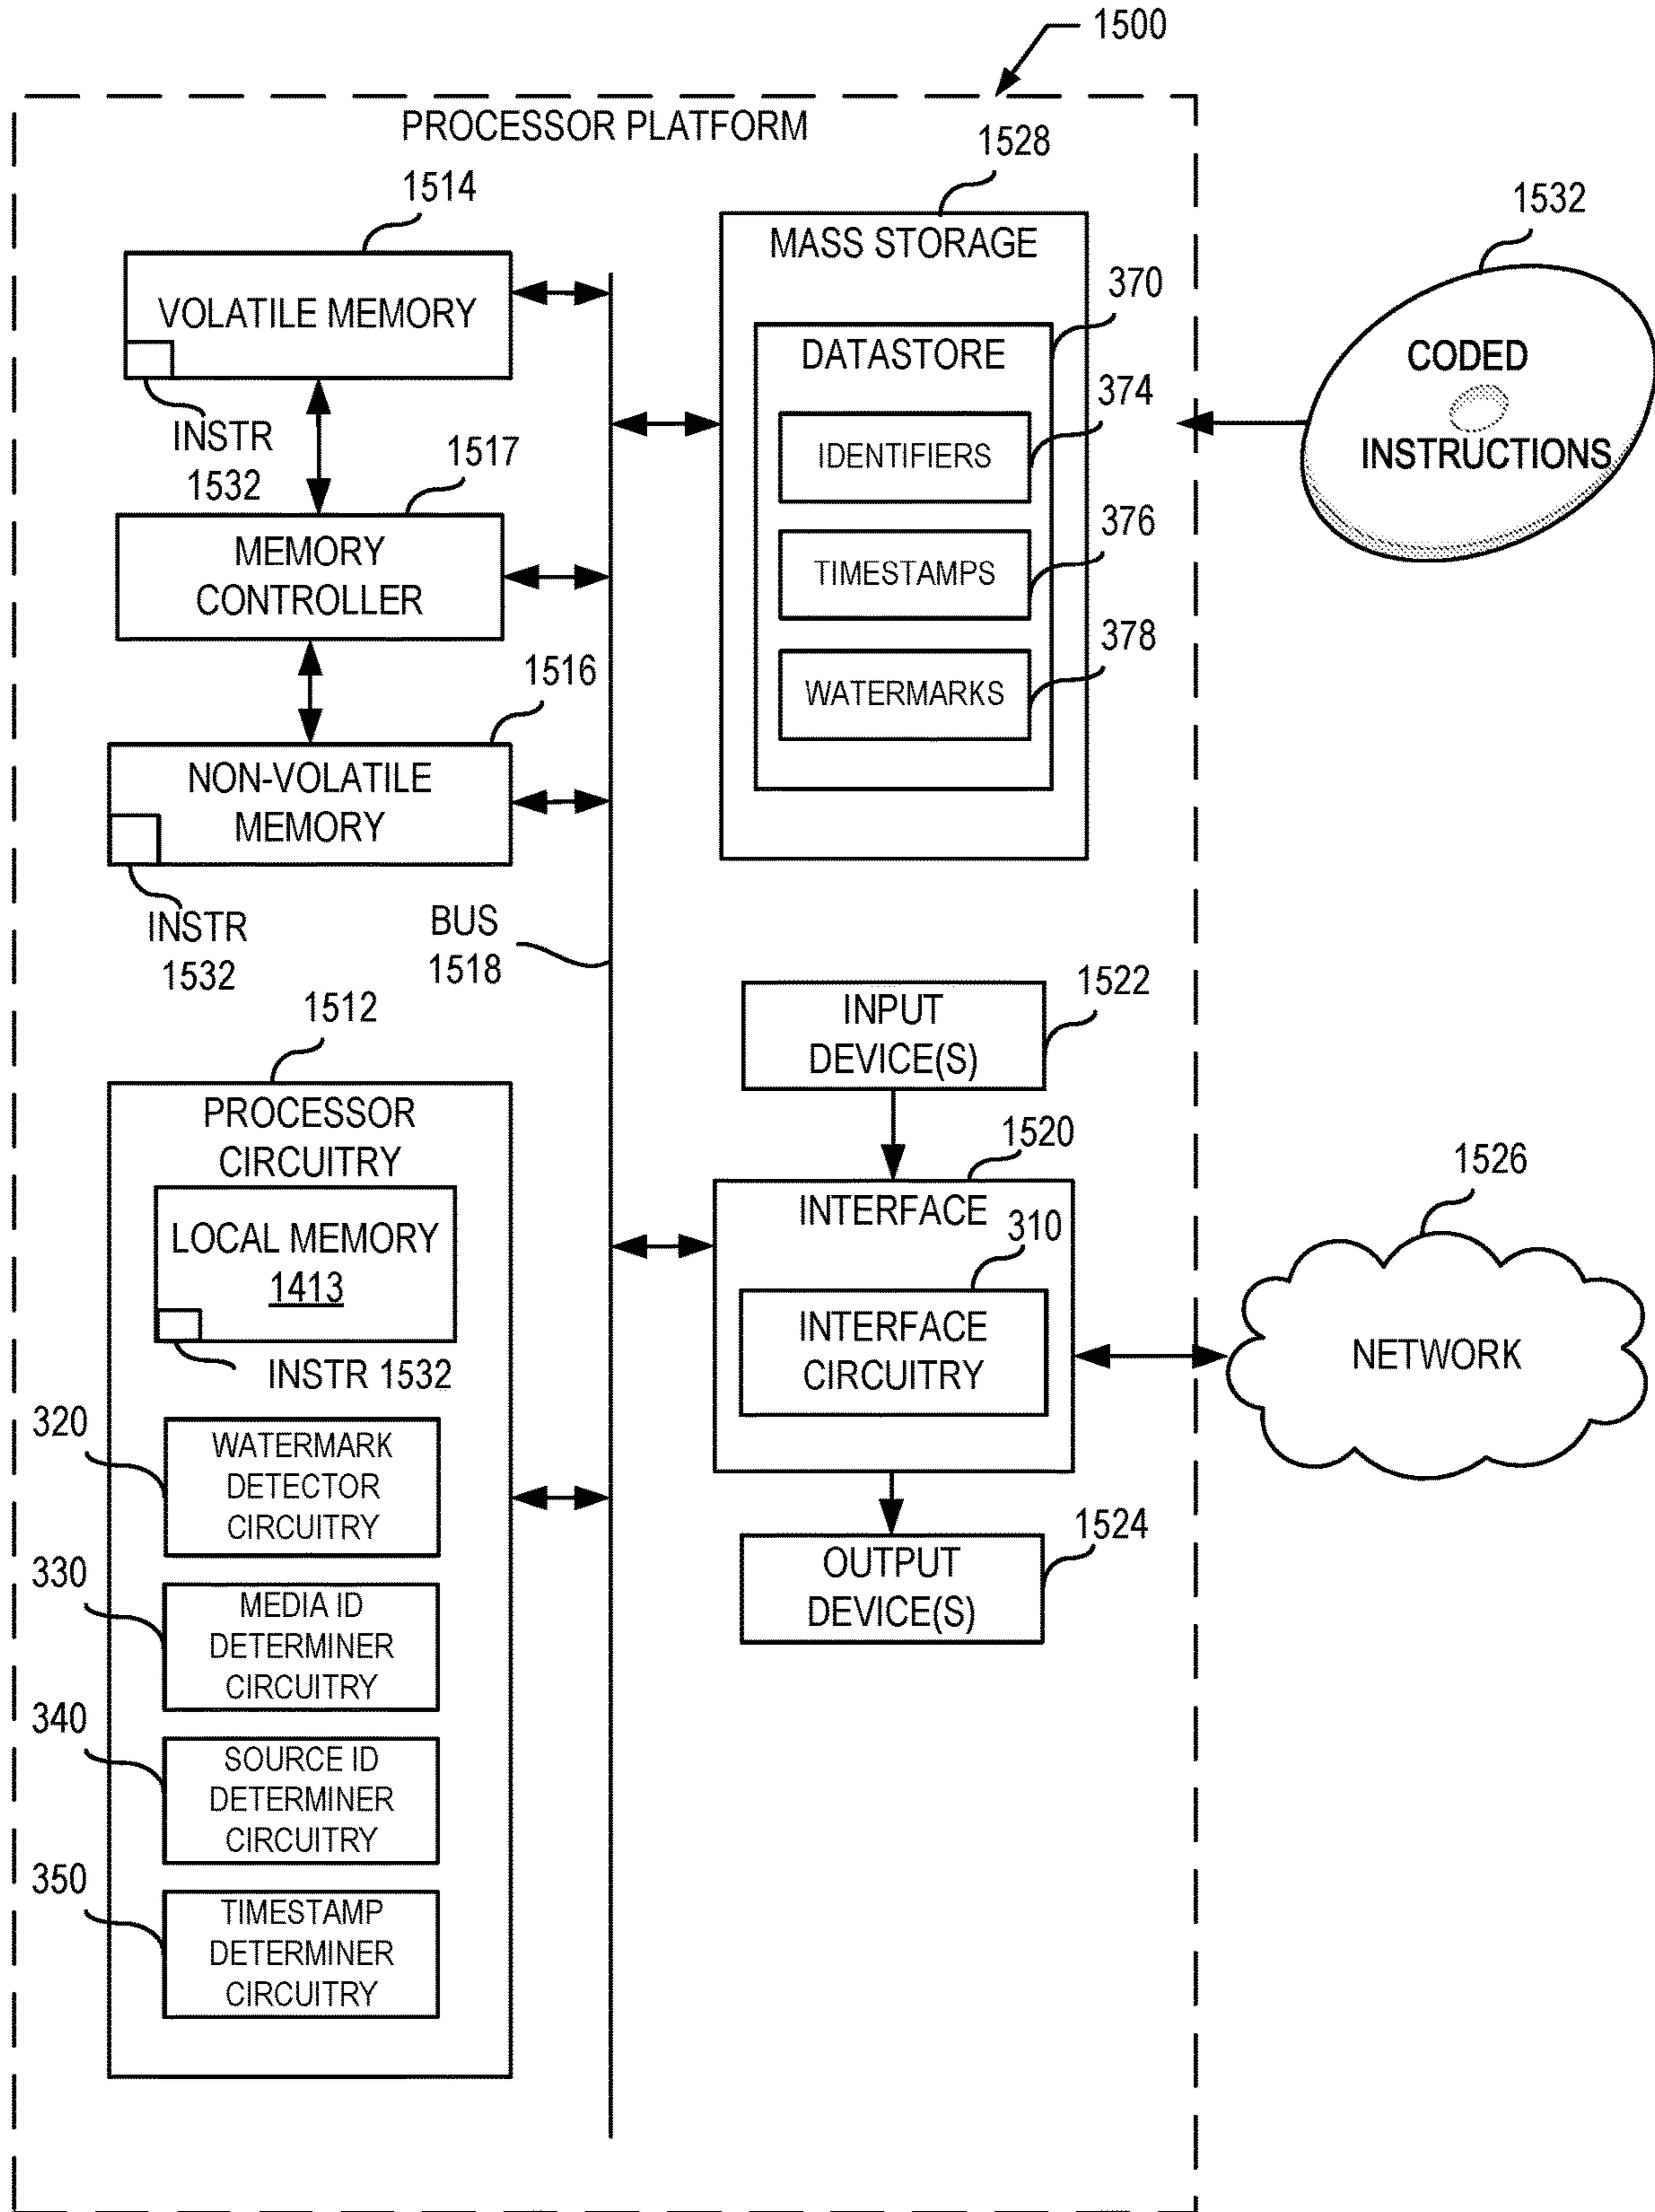 1500
PROCESSOR PLATFORM
1514
VOLATILE MEMORY
INSTR
1532
1517
MEMORY
CONTROLLER
1516
NON-VOLATILE
MEMORY
INSTR
1532
BUS
1518
1528
MASS STORAGE
370
DATASTORE
374
IDENTIFIERS
376
TIMESTAMPS
378
WATERMARKS
1532
CODED
INSTRUCTIONS
1512
PROCESSOR
CIRCUITRY
LOCAL MEMORY
1413
INSTR 1532
320
WATERMARK
DETECTOR
CIRCUITRY
330
MEDIA ID
DETERMINER
CIRCUITRY
340
SOURCE ID
DETERMINER
CIRCUITRY
350
TIMESTAMP
DETERMINER
CIRCUITRY
1522
INPUT
DEVICE(S)
1520
INTERFACE
310
INTERFACE
CIRCUITRY
1524
OUTPUT
DEVICE(S)
1526
NETWORK